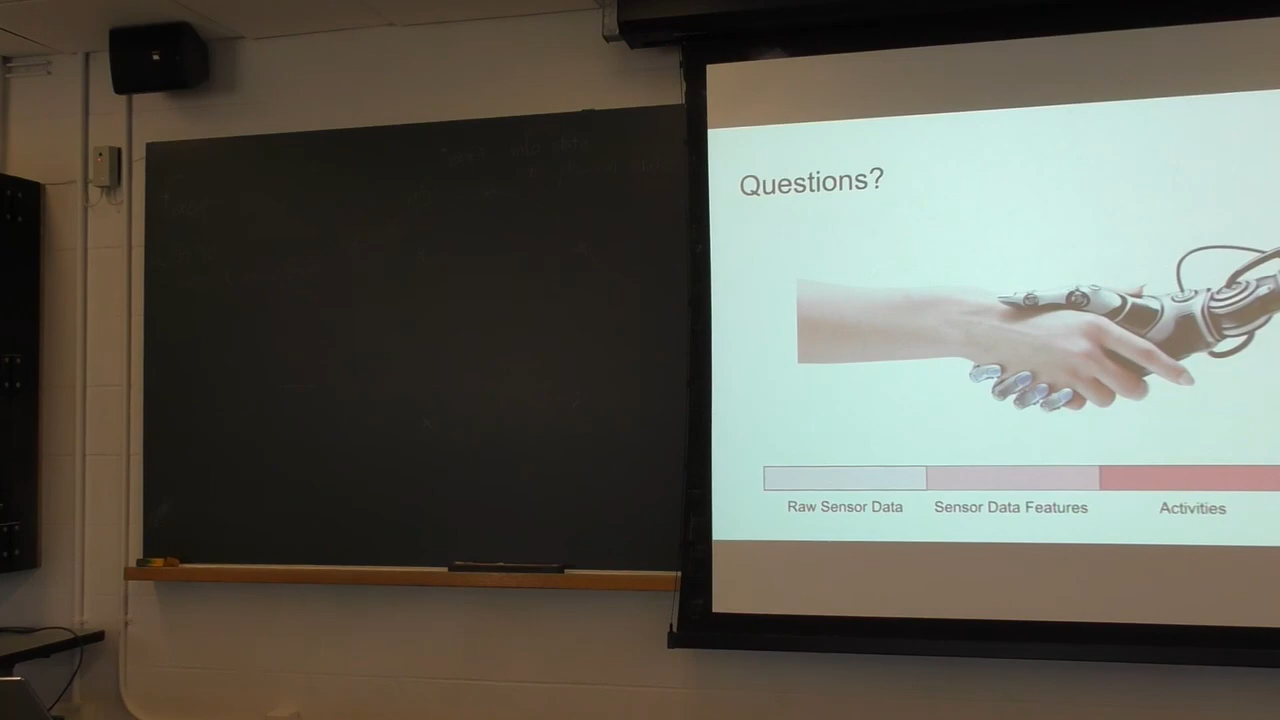 Questions?
Raw Sensor Data
Sensor Data Features
Activities